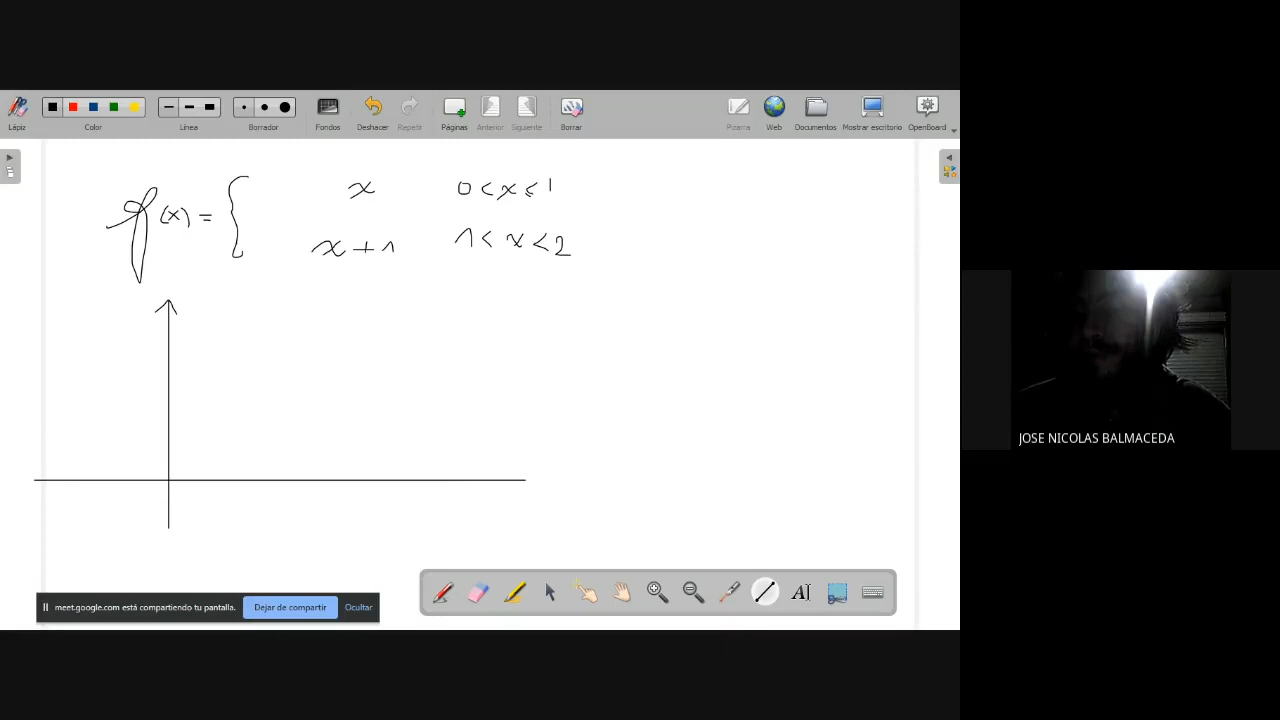 Lápiz Color Línea Borrador Fondos Deshacer Repetir Páginas Anterior Siguiente Borrar Pizarra Web Documentos Mostrar escritorio OpenBoard
x 0 < x ≤ 1
f(x) = {
x + 1 1 < x < 2
JOSE NICOLAS BALMACEDA
meet.google.com está compartiendo tu pantalla. Dejar de compartir Ocultar